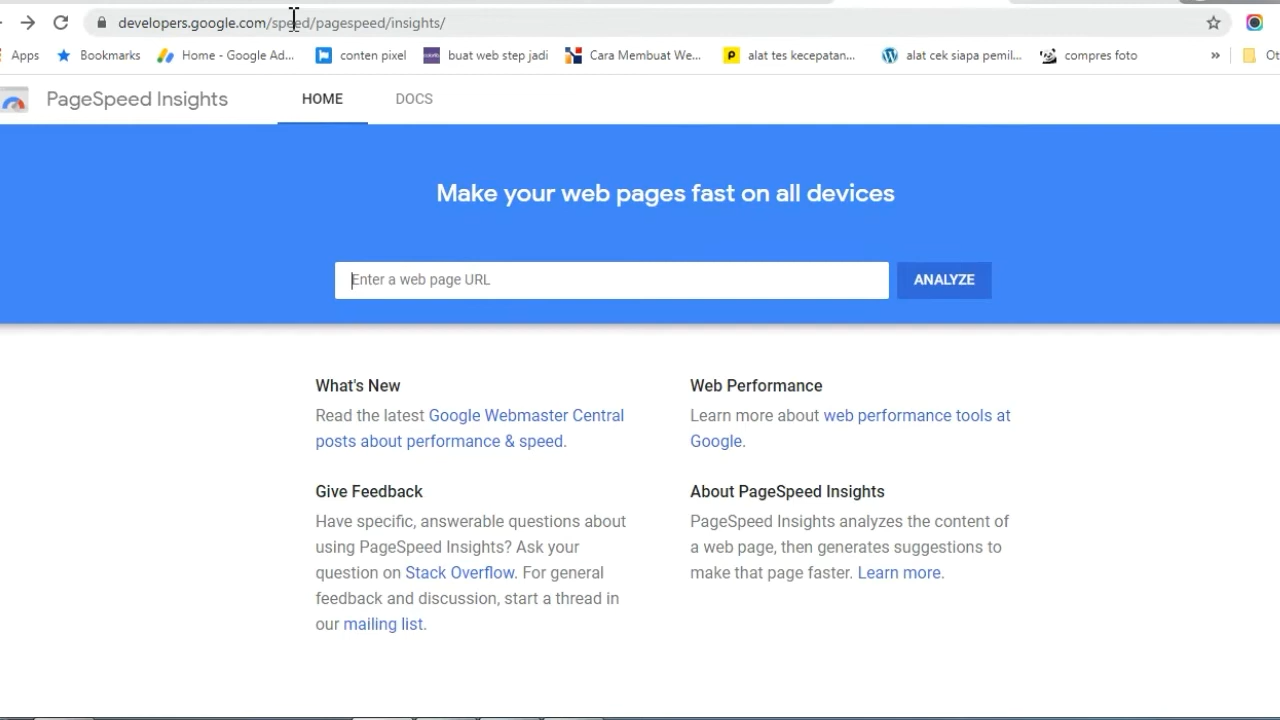 developers.google.com/speed/pagespeed/insights/
Apps Bookmarks Home - Google Ad... conten pixel buat web step jadi Cara Membuat We... alat tes kecepatan... alat cek siapa pemil... compres foto » Ot
PageSpeed Insights HOME DOCS
Make your web pages fast on all devices
Enter a web page URL ANALYZE
What's New
Read the latest Google Webmaster Central
posts about performance & speed.
Web Performance
Learn more about web performance tools at
Google.
Give Feedback
Have specific, answerable questions about
using PageSpeed Insights? Ask your
question on Stack Overflow. For general
feedback and discussion, start a thread in
our mailing list.
About PageSpeed Insights
PageSpeed Insights analyzes the content of
a web page, then generates suggestions to
make that page faster. Learn more.